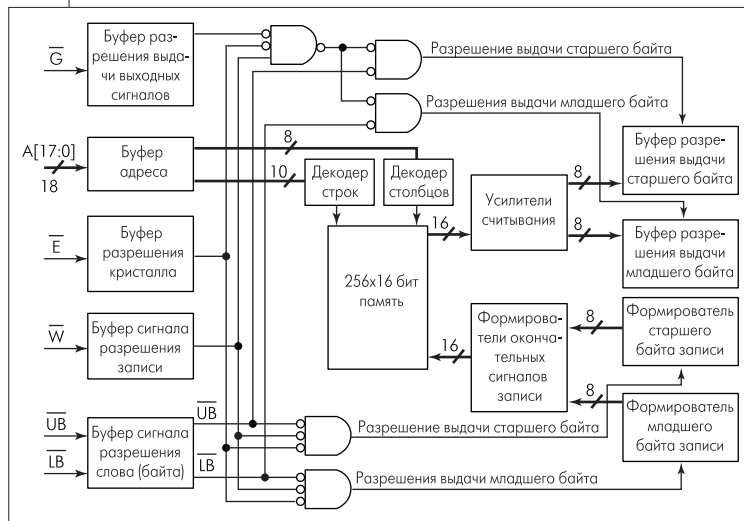 G
Буфер раз-
решения выда-
чи выходных
сигналов
Разрешение выдачи старшего байта
Разрешения выдачи младшего байта
A[17:0]
18
Буфер
адреса
8
10
Декодер
строк
Декодер
столбцов
Усилители
считывания
8
8
Буфер разре-
шения выдачи
старшего байта
Буфер разре-
шения выдачи
младшего байта
E
Буфер
разрешения
кристалла
256x16 бит
память
16
W
Буфер сигнала
разрешения
записи
16
Формирова-
тели окончa-
тельных
сигналов
записи
8
8
Формирователь
старшего
байта записи
Формирователь
младшего
байта записи
UB
LB
Буфер сигнала
разрешения
слова (байта)
UB
LB
Разрешение выдачи старшего байта
Разрешения выдачи младшего байта